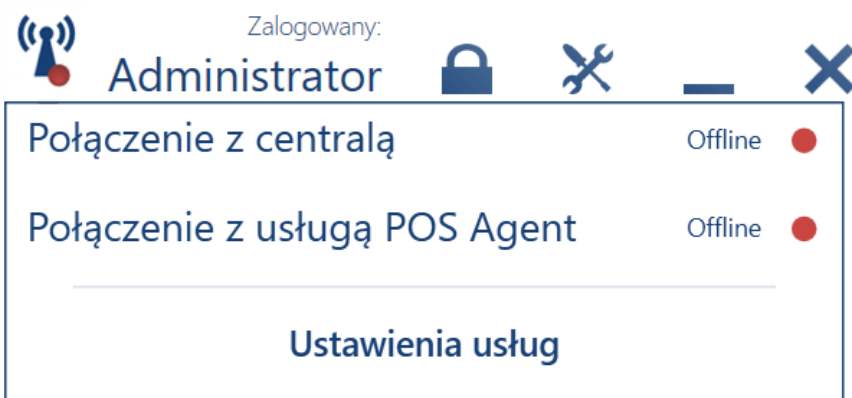 Zalogowany:
Administrator
Połączenie z centralą Offline
Połączenie z usługą POS Agent Offline
Ustawienia usług